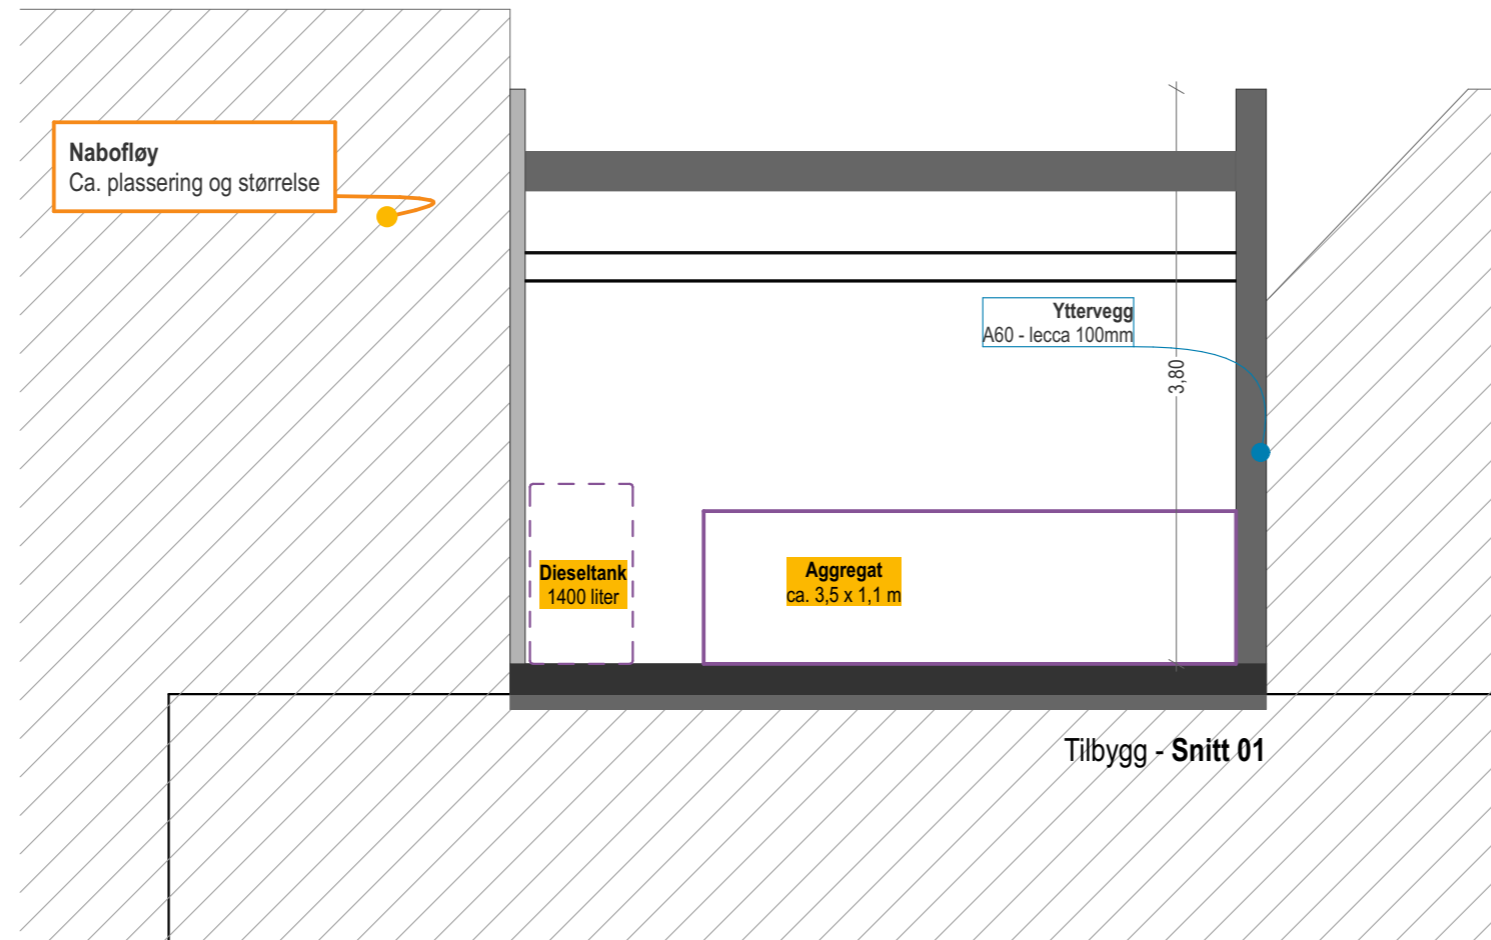 Nabofløy
Ca. plassering og størrelse
Yttervegg
A60 - lecca 100mm
3,80
Dieseltank
1400 liter
Aggregat
ca. 3,5 x 1,1 m
Tilbygg - Snitt 01